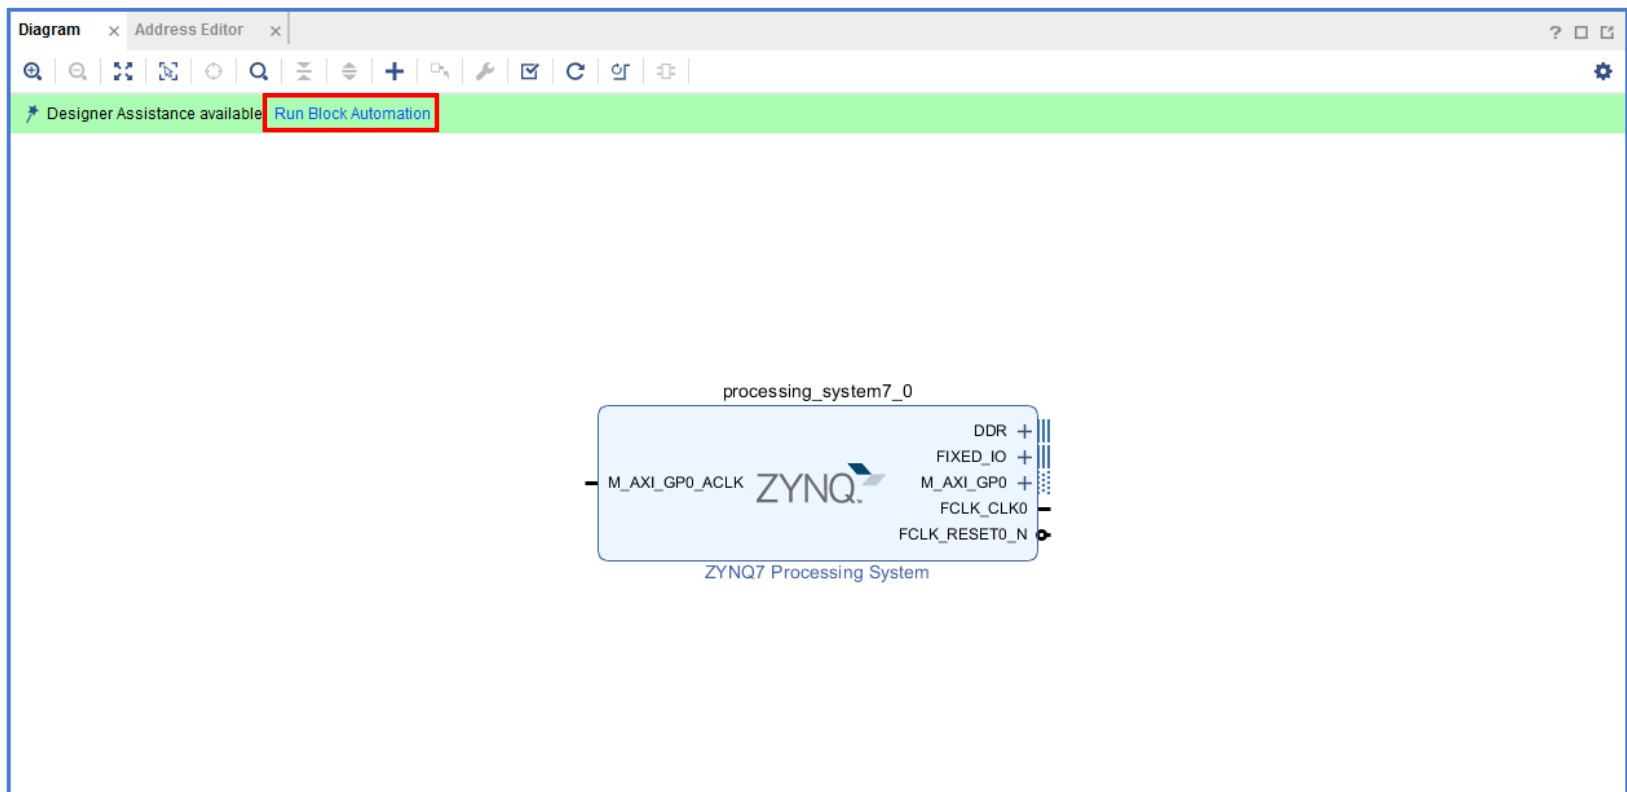 Diagram
Address Editor
Designer Assistance available
Run Block Automation
processing_system7_0
DDR
FIXED_IO
M_AXI_GP0_ACLK
ZYNQ
M_AXI_GP0
FCLK_CLK0
FCLK_RESET0_N
ZYNQ7 Processing System